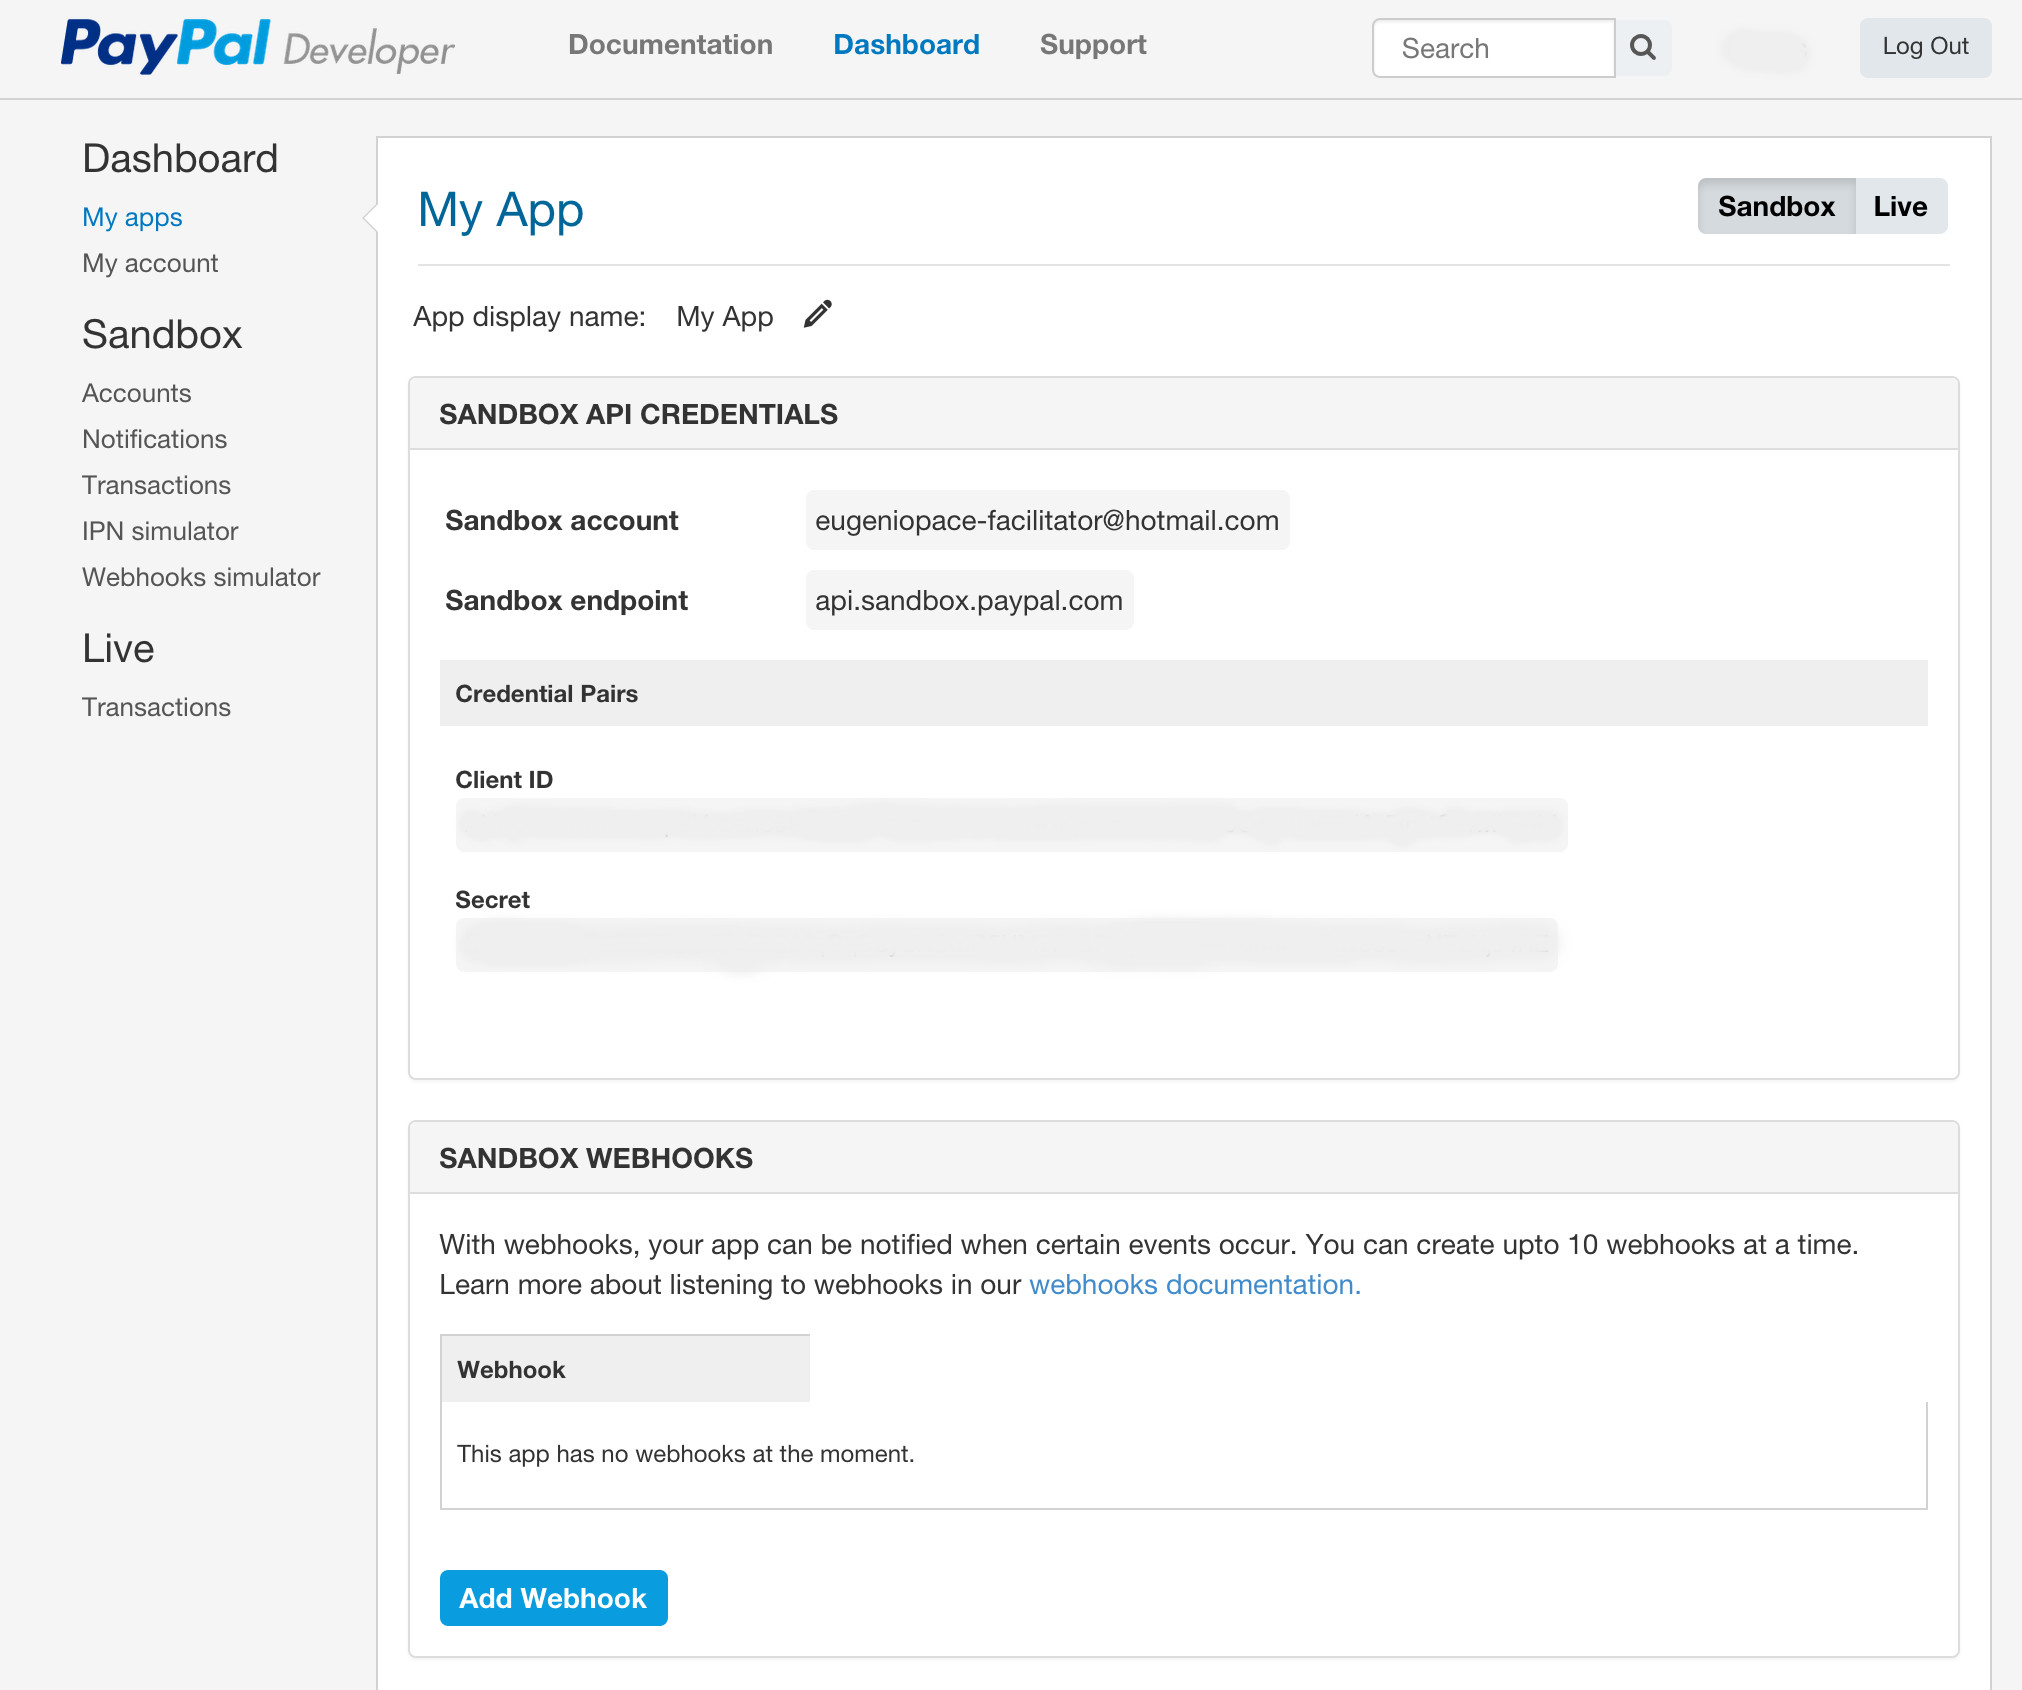 PayPal Developer
Documentation
Dashboard
Support
Search
Log Out
Dashboard
My apps
My account
Sandbox
Accounts
Notifications
Transactions
IPN simulator
Webhooks simulator
Live
Transactions
My App
Sandbox
Live
App display name: My App
SANDBOX API CREDENTIALS
Sandbox account eugeniopace-facilitator@hotmail.com
Sandbox endpoint api.sandbox.paypal.com
Credential Pairs
Client ID
Secret
SANDBOX WEBHOOKS
With webhooks, your app can be notified when certain events occur. You can create upto 10 webhooks at a time.
Learn more about listening to webhooks in our webhooks documentation.
Webhook
This app has no webhooks at the moment.
Add Webhook